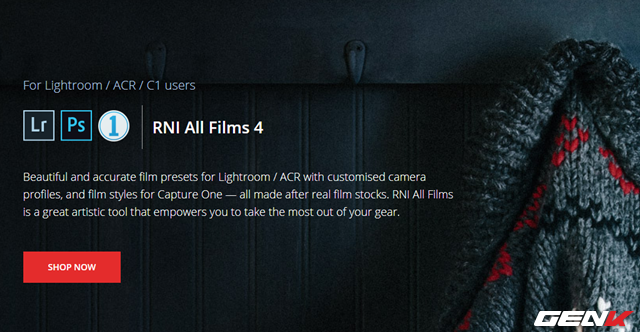 For Lightroom / ACR / C1 users
Lr Ps 1 RNI All Films 4
Beautiful and accurate film presets for Lightroom / ACR with customised camera
profiles, and film styles for Capture One — all made after real film stocks. RNI All Films
is a great artistic tool that empowers you to take the most out of your gear.
SHOP NOW
GENK